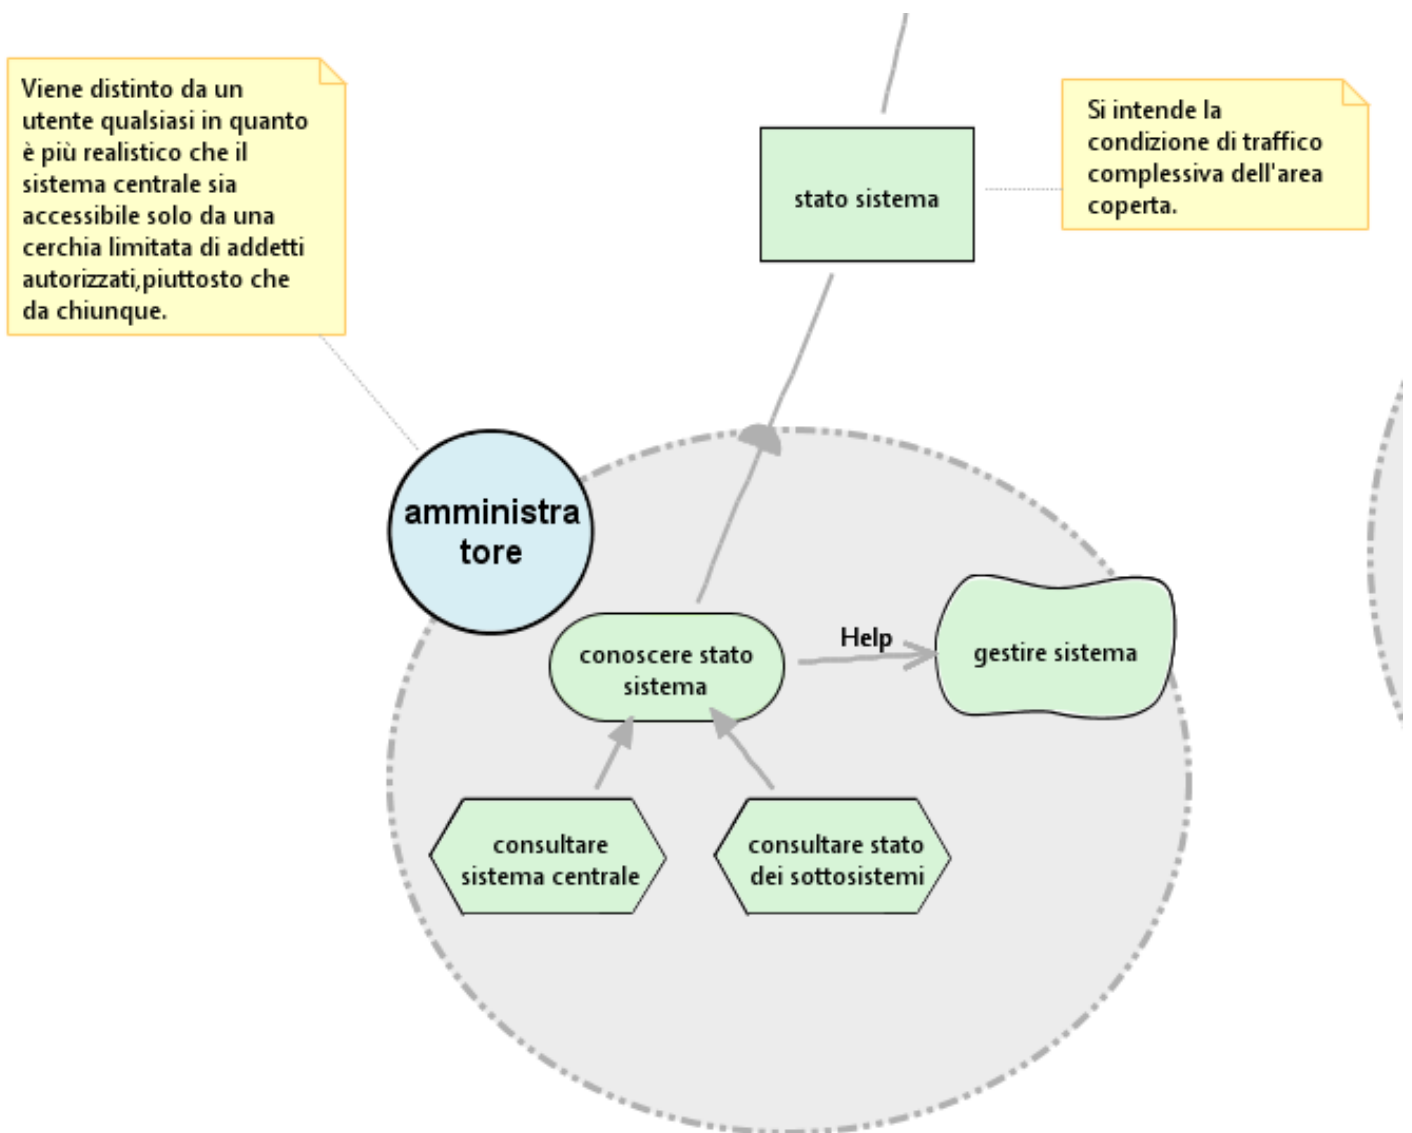 Viene distinto da un
utente qualsiasi in quanto
è più realistico che il
sistema centrale sia
accessibile solo da una
cerchia limitata di addetti
autorizzati,piuttosto che
da chiunque.
Si intende la
condizione di traffico
complessiva dell'area
coperta.
stato sistema
amministra
tore
conoscere stato
sistema
Help
gestire sistema
consultare
sistema centrale
consultare stato
dei sottosistemi